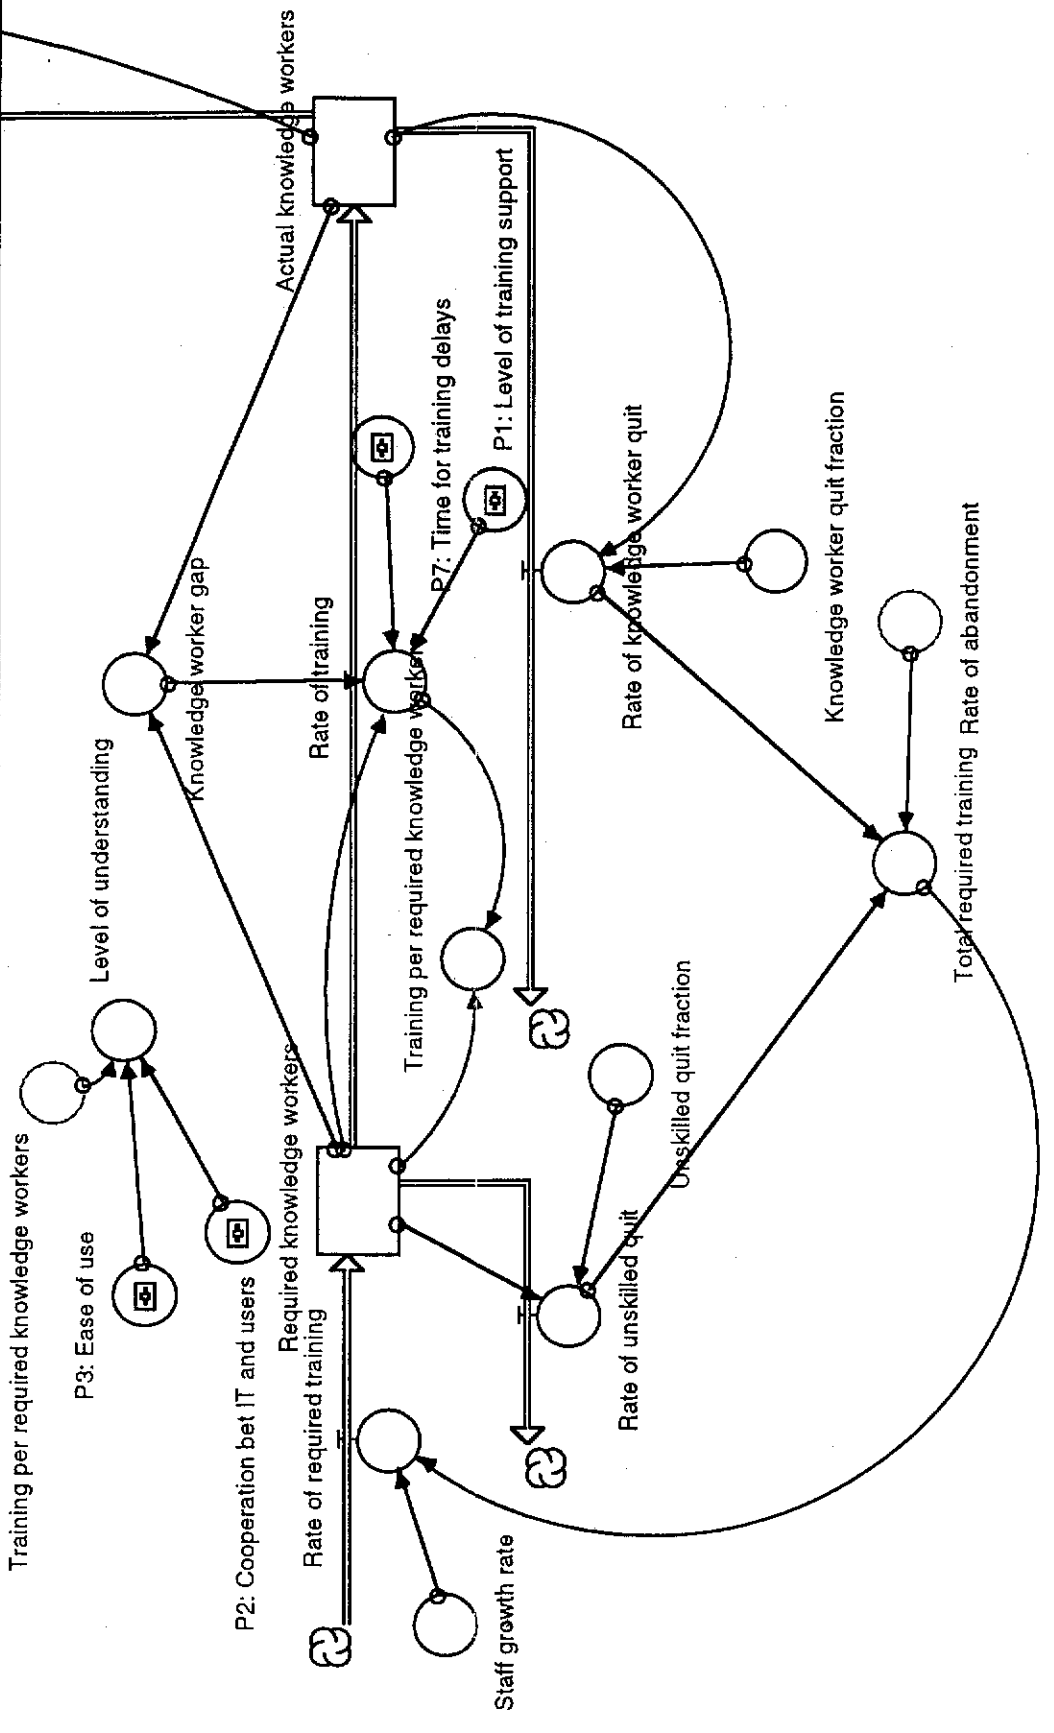 Training per required knowledge workers
Level of understanding
P3: Ease of use
P2: Cooperation bet IT and users
Knowledge worker gap
Actual knowledge workers
Required knowledge workers
Rate of required training
Rate of training
Training per required knowledge workers
P7: Time for training delays
P1: Level of training support
Staff growth rate
Rate of unskilled quit
Unskilled quit fraction
Rate of knowledge worker quit
Knowledge worker quit fraction
Total required training
Rate of abandonment